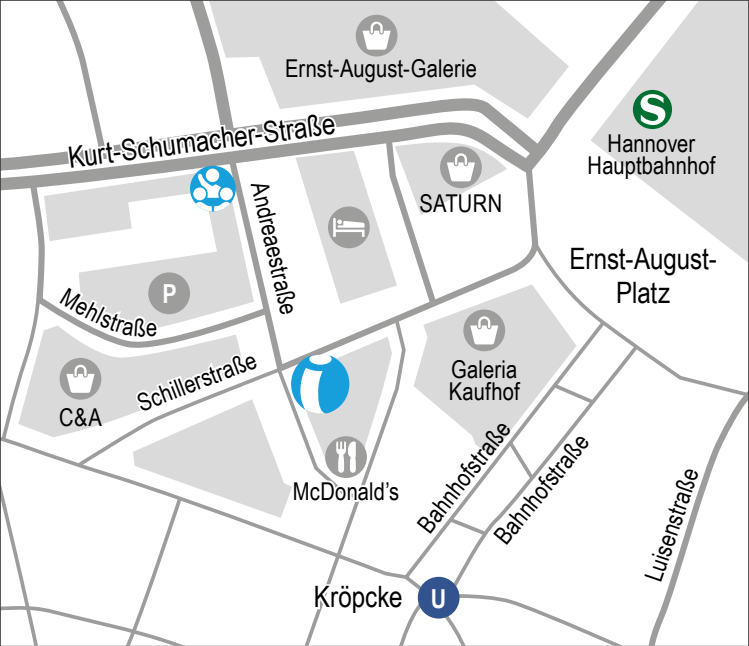 Ernst-August-Galerie
S
Hannover
Hauptbahnhof
Kurt-Schumacher-Straße
SATURN
Andreaestraße
Ernst-August-
Platz
P
Mehlstraße
Galeria
Kaufhof
Schillerstraße
C&A
McDonald's
Bahnhofstraße
Bahnhofstraße
Luisenstraße
Kröpcke
U